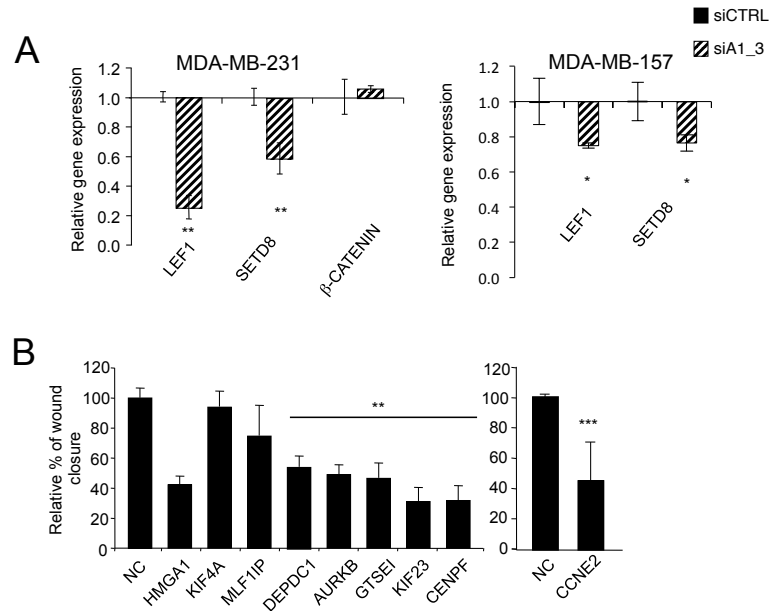 siCTRL
siA1_3
A
MDA-MB-231
Relative gene expression
1.2
1.0
0.8
0.6
0.4
0.2
0.0
**
**
LEF1
SETD8
β-CATENIN
MDA-MB-157
Relative gene expression
1.2
1.0
0.8
0.6
0.4
0.2
0.0
*
*
LEF1
SETD8
B
Relative % of wound
closure
120
100
80
60
40
20
0
**
NC
HMGA1
KIF4A
MLF1IP
DEPDC1
AURKB
GTSEI
KIF23
CENPF
120
100
80
60
40
20
0
***
NC
CCNE2